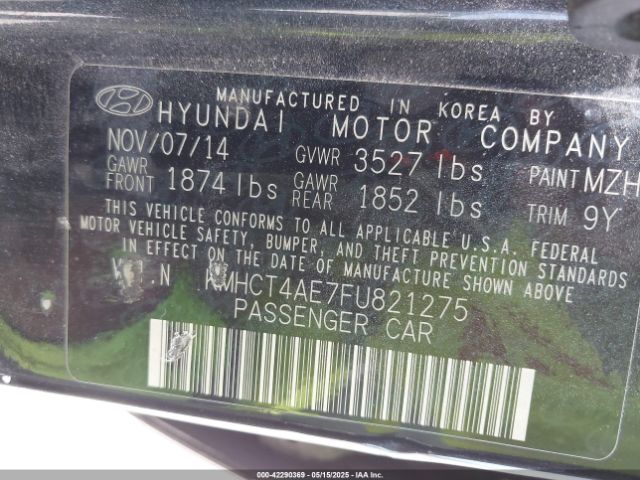 MANUFACTURED IN KOREA BY
HYUNDAI MOTOR COMPANY
NOV/07/14 GVWR 3527 lbs PAINT MZH
GAWR FRONT 1874 lbs GAWR REAR 1852 lbs TRIM 9Y
THIS VEHICLE CONFORMS TO ALL APPLICABLE U.S.A. FEDERAL
MOTOR VEHICLE SAFETY, BUMPER, AND THEFT PREVENTION STANDARDS
IN EFFECT ON THE DATE OF MANUFACTURE SHOWN ABOVE
V.I.N KMHCT4AE7FU821275
PASSENGER CAR
000-42290369 - 05/15/2025 - IAAI.COM